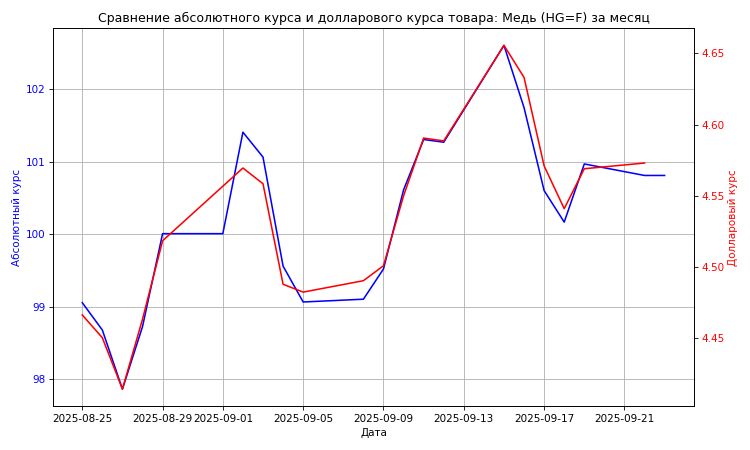 Сравнение абсолютного курса и долларового курса товара: Медь (HG=F) за месяц
102
101
100
99
98
Абсолютный курс
4.65
4.60
4.55
4.50
4.45
Долларовый курс
2025-08-25 2025-08-29 2025-09-01 2025-09-05 2025-09-09 2025-09-13 2025-09-17 2025-09-21
Дата